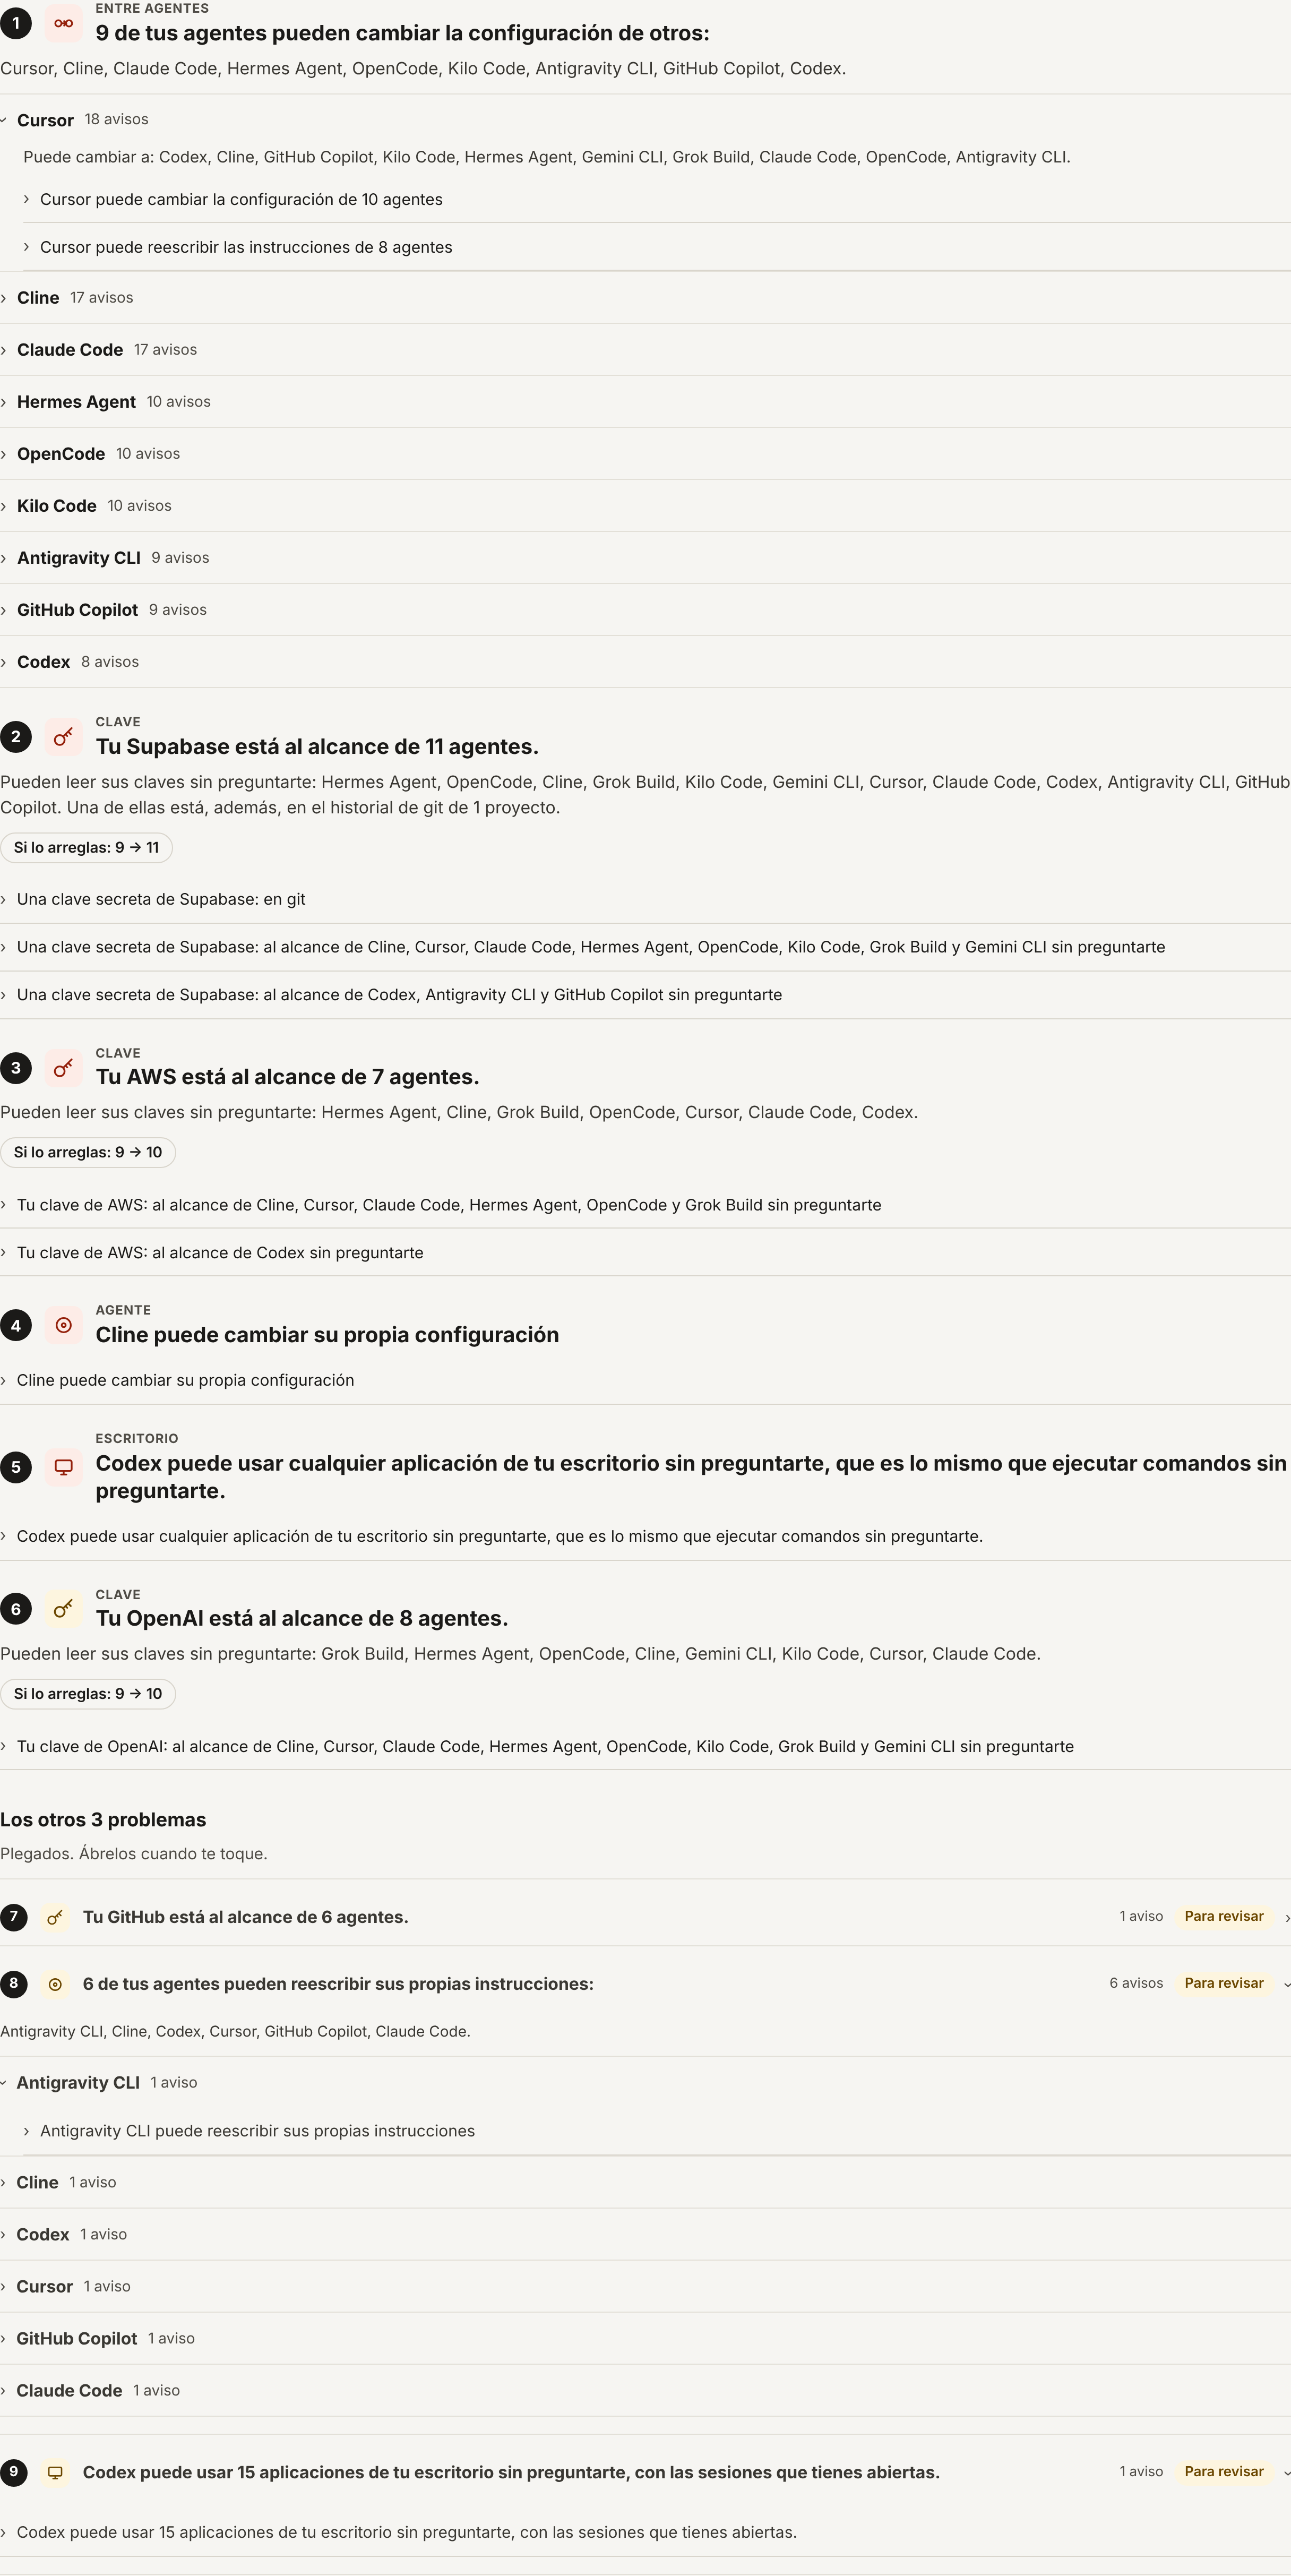 1
ENTRE AGENTES
9 de tus agentes pueden cambiar la configuración de otros:
Cursor, Cline, Claude Code, Hermes Agent, OpenCode, Kilo Code, Antigravity CLI, GitHub Copilot, Codex.
Cursor 18 avisos
Puede cambiar a: Codex, Cline, GitHub Copilot, Kilo Code, Hermes Agent, Gemini CLI, Grok Build, Claude Code, OpenCode, Antigravity CLI.
› Cursor puede cambiar la configuración de 10 agentes
› Cursor puede reescribir las instrucciones de 8 agentes
› Cline 17 avisos
› Claude Code 17 avisos
› Hermes Agent 10 avisos
› OpenCode 10 avisos
› Kilo Code 10 avisos
› Antigravity CLI 9 avisos
› GitHub Copilot 9 avisos
› Codex 8 avisos
2
CLAVE
Tu Supabase está al alcance de 11 agentes.
Pueden leer sus claves sin preguntarte: Hermes Agent, OpenCode, Cline, Grok Build, Kilo Code, Gemini CLI, Cursor, Claude Code, Codex, Antigravity CLI, GitHub
Copilot. Una de ellas está, además, en el historial de git de 1 proyecto.
Si lo arreglas: 9 → 11
› Una clave secreta de Supabase: en git
› Una clave secreta de Supabase: al alcance de Cline, Cursor, Claude Code, Hermes Agent, OpenCode, Kilo Code, Grok Build y Gemini CLI sin preguntarte
› Una clave secreta de Supabase: al alcance de Codex, Antigravity CLI y GitHub Copilot sin preguntarte
3
CLAVE
Tu AWS está al alcance de 7 agentes.
Pueden leer sus claves sin preguntarte: Hermes Agent, Cline, Grok Build, OpenCode, Cursor, Claude Code, Codex.
Si lo arreglas: 9 → 10
› Tu clave de AWS: al alcance de Cline, Cursor, Claude Code, Hermes Agent, OpenCode y Grok Build sin preguntarte
› Tu clave de AWS: al alcance de Codex sin preguntarte
4
AGENTE
Cline puede cambiar su propia configuración
› Cline puede cambiar su propia configuración
5
ESCRITORIO
Codex puede usar cualquier aplicación de tu escritorio sin preguntarte, que es lo mismo que ejecutar comandos sin
preguntarte.
› Codex puede usar cualquier aplicación de tu escritorio sin preguntarte, que es lo mismo que ejecutar comandos sin preguntarte.
6
CLAVE
Tu OpenAI está al alcance de 8 agentes.
Pueden leer sus claves sin preguntarte: Grok Build, Hermes Agent, OpenCode, Cline, Gemini CLI, Kilo Code, Cursor, Claude Code.
Si lo arreglas: 9 → 10
› Tu clave de OpenAI: al alcance de Cline, Cursor, Claude Code, Hermes Agent, OpenCode, Kilo Code, Grok Build y Gemini CLI sin preguntarte
Los otros 3 problemas
Plegados. Ábrelos cuando te toque.
7 Tu GitHub está al alcance de 6 agentes. 1 aviso Para revisar ›
8 6 de tus agentes pueden reescribir sus propias instrucciones: 6 avisos Para revisar
Antigravity CLI, Cline, Codex, Cursor, GitHub Copilot, Claude Code.
Antigravity CLI 1 aviso
› Antigravity CLI puede reescribir sus propias instrucciones
› Cline 1 aviso
› Codex 1 aviso
› Cursor 1 aviso
› GitHub Copilot 1 aviso
› Claude Code 1 aviso
9 Codex puede usar 15 aplicaciones de tu escritorio sin preguntarte, con las sesiones que tienes abiertas. 1 aviso Para revisar
› Codex puede usar 15 aplicaciones de tu escritorio sin preguntarte, con las sesiones que tienes abiertas.